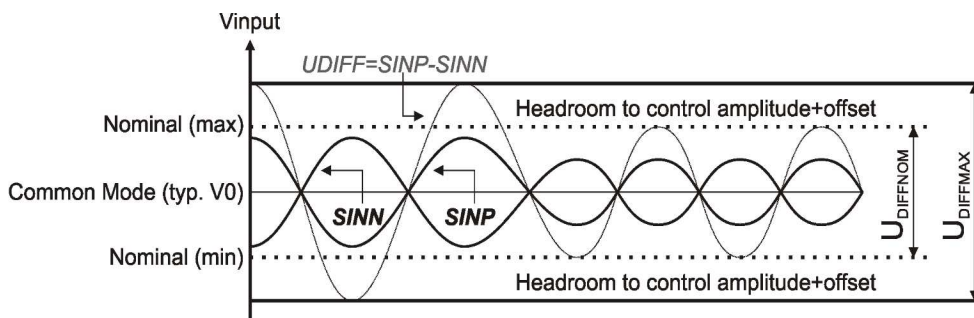 Vinput
UDIFF=SINP-SINN
Headroom to control amplitude+offset
Nominal (max)
Common Mode (typ. V0)
SINN
SINP
UDIFFNOM
UDIFFMAX
Nominal (min)
Headroom to control amplitude+offset